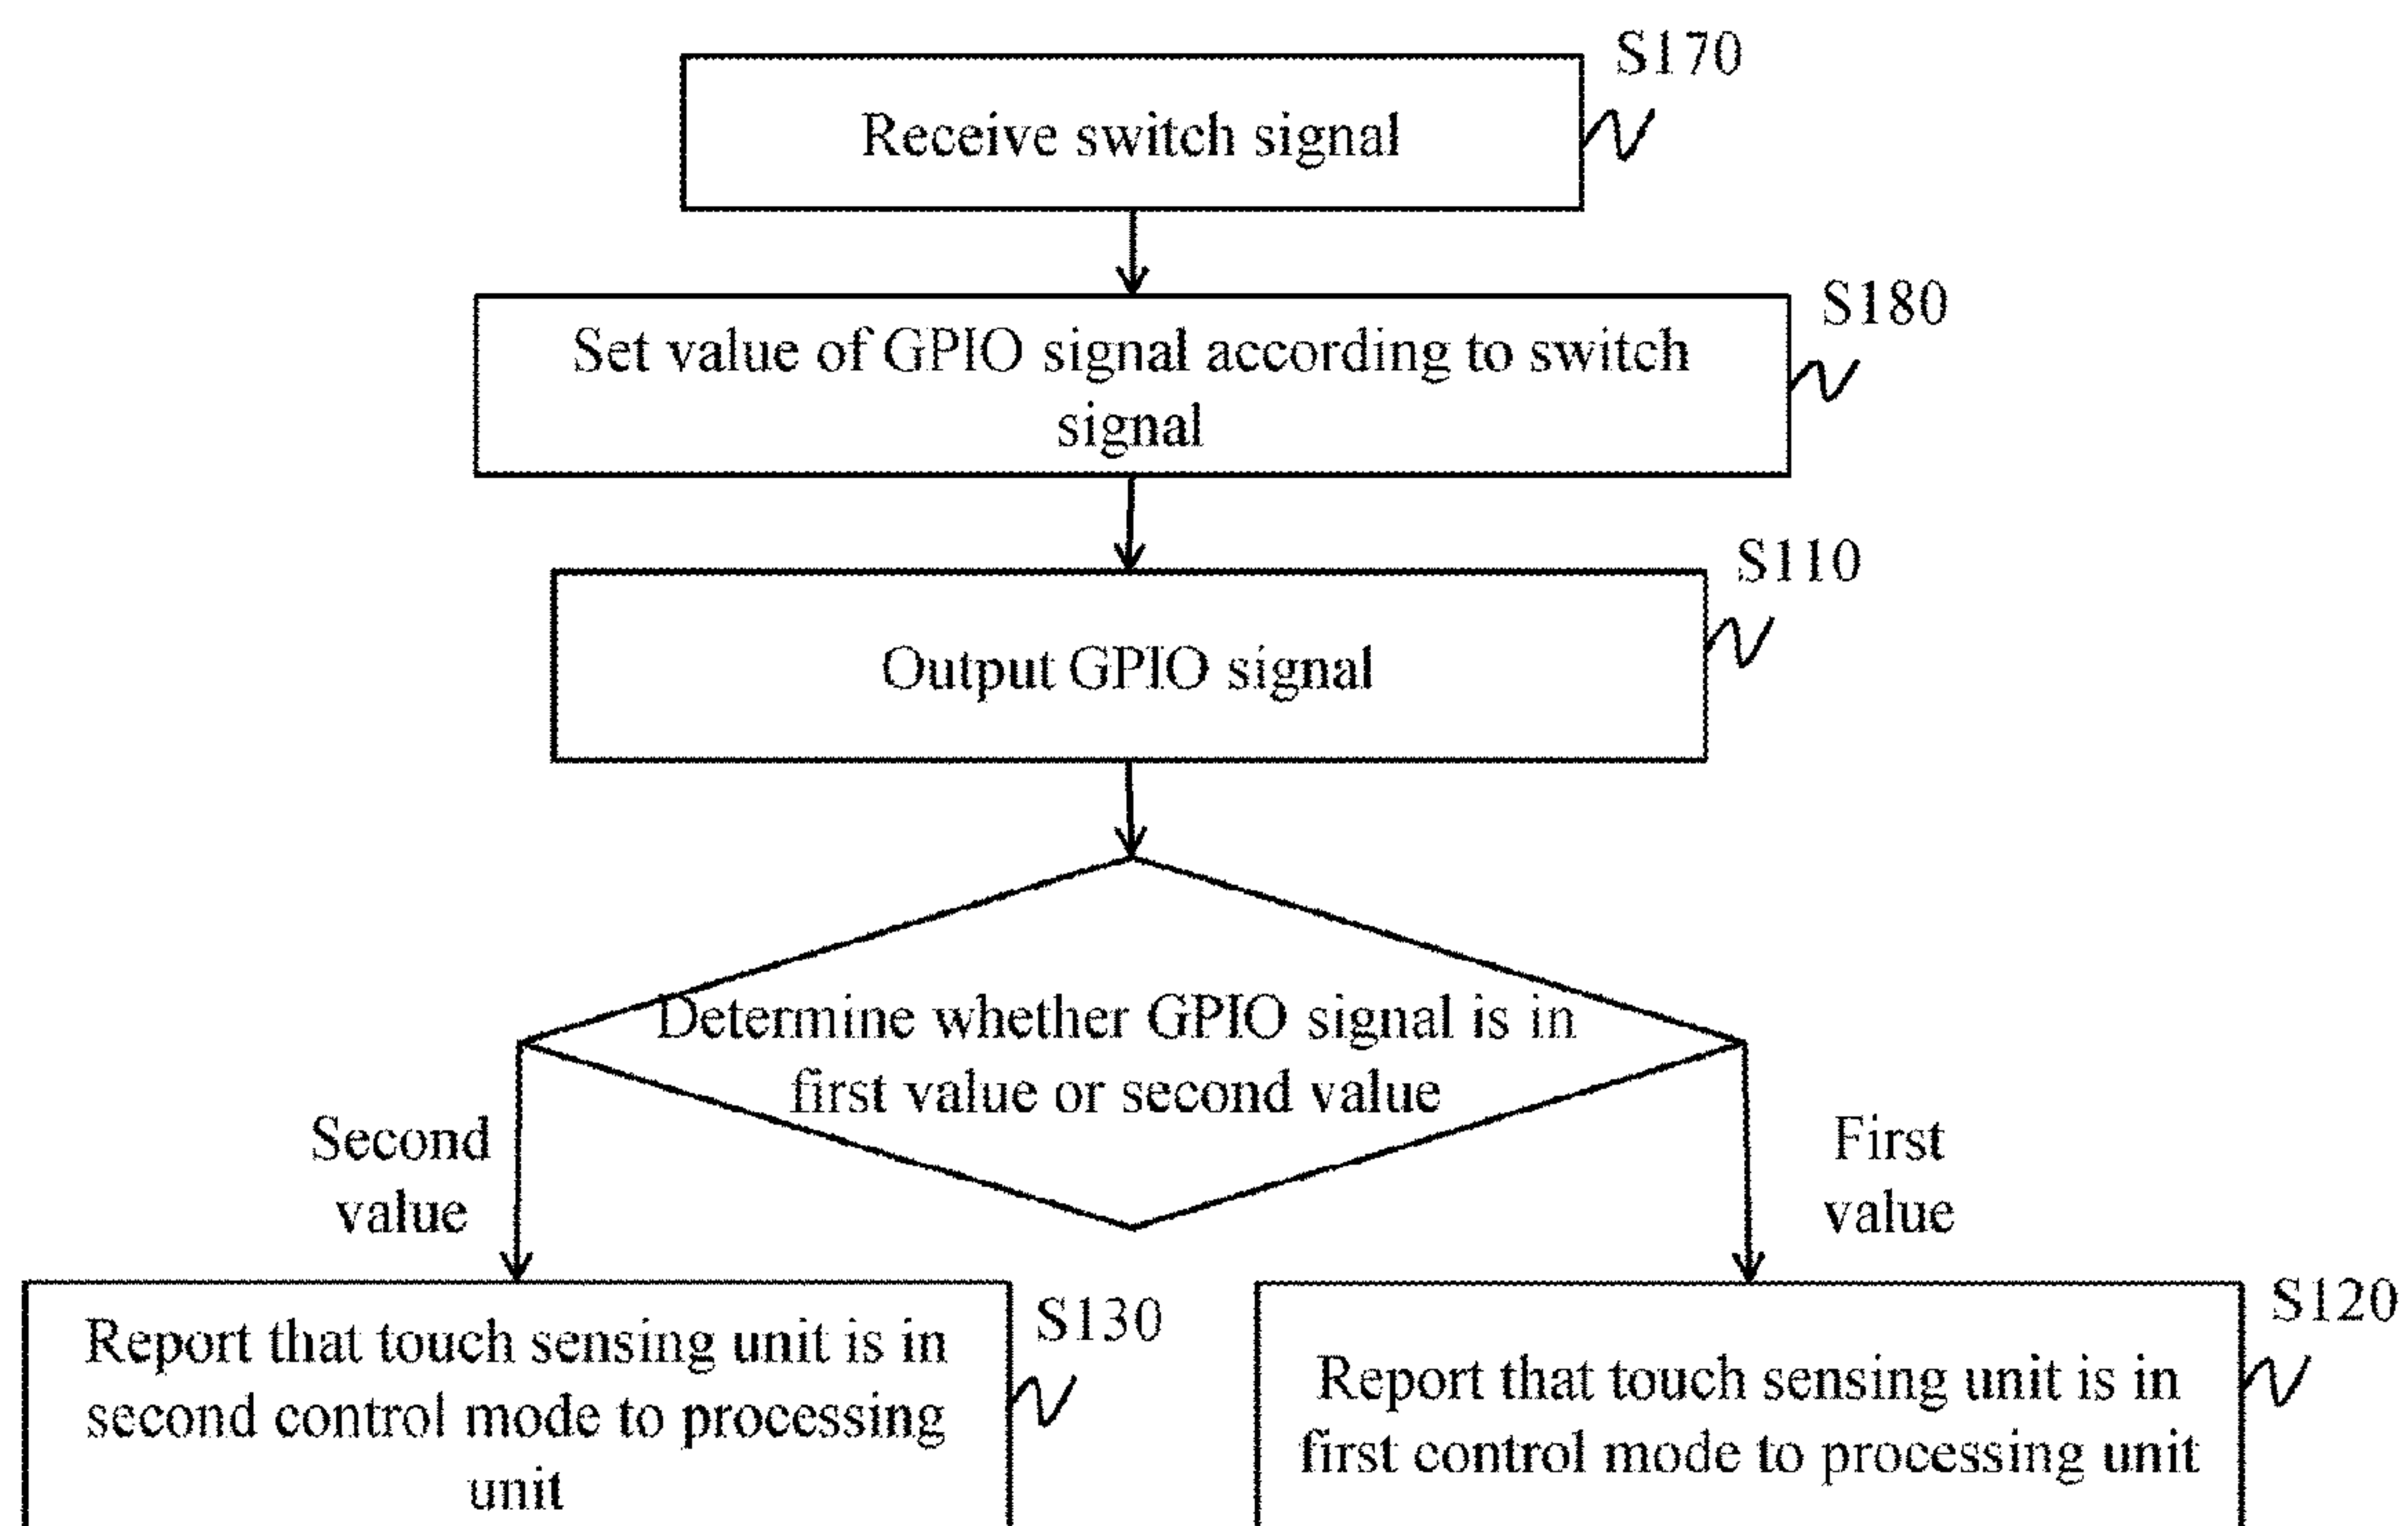 S170
Receive switch signal
S180
Set value of GPIO signal according to switch
signal
S110
Output GPIO signal
Determine whether GPIO signal is in
first value or second value
Second
value
First
value
S130
Report that touch sensing unit is in
second control mode to processing
unit
S120
Report that touch sensing unit is in
first control mode to processing unit